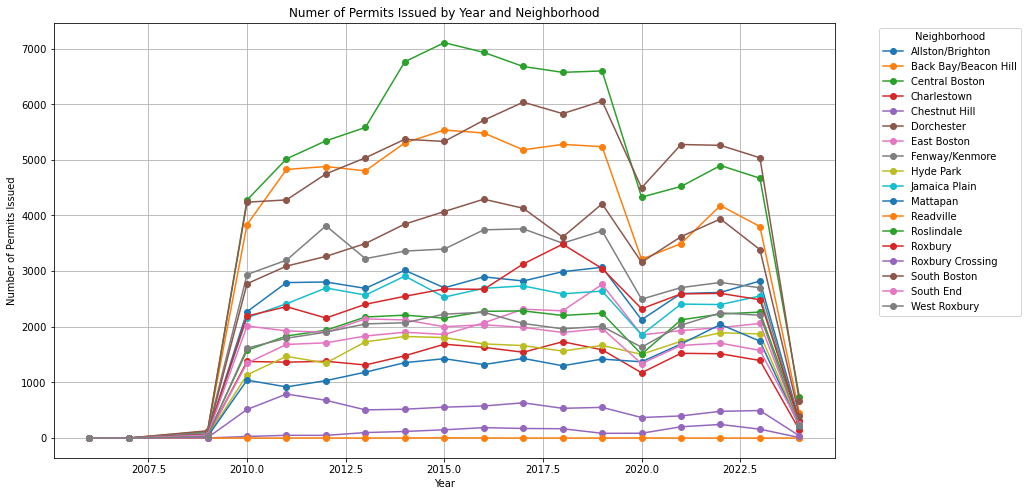 Numer of Permits Issued by Year and Neighborhood
Number of Permits Issued
7000
6000
5000
4000
3000
2000
1000
0
2007.5
2010.0
2012.5
2015.0
2017.5
2020.0
2022.5
Year
Neighborhood
Allston/Brighton
Back Bay/Beacon Hill
Central Boston
Charlestown
Chestnut Hill
Dorchester
East Boston
Fenway/Kenmore
Hyde Park
Jamaica Plain
Mattapan
Readville
Roslindale
Roxbury
Roxbury Crossing
South Boston
South End
West Roxbury